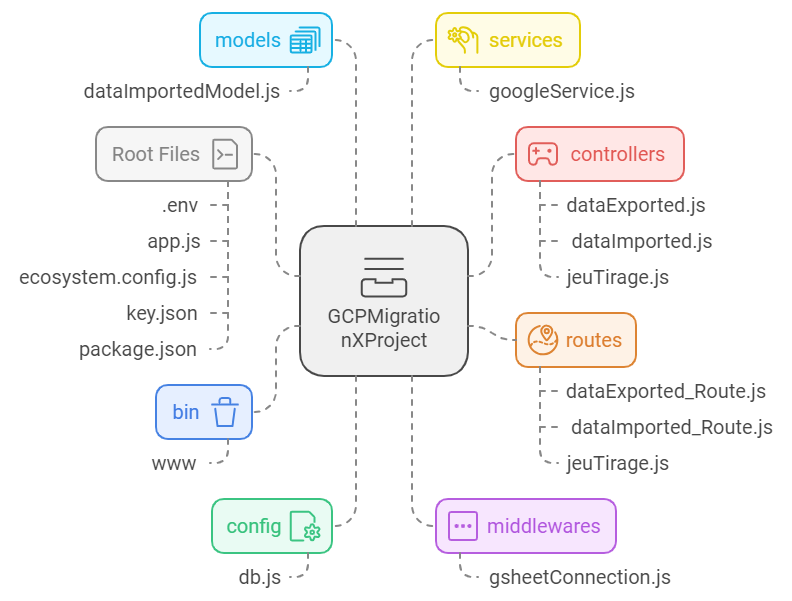 models
dataImportedModel.js
services
googleService.js
Root Files
.env
app.js
ecosystem.config.js
key.json
package.json
controllers
dataExported.js
dataImported.js
jeuTirage.js
GCPMigratio
nXProject
routes
dataExported_Route.js
dataImported_Route.js
jeuTirage.js
bin
www
config
db.js
middlewares
gsheetConnection.js